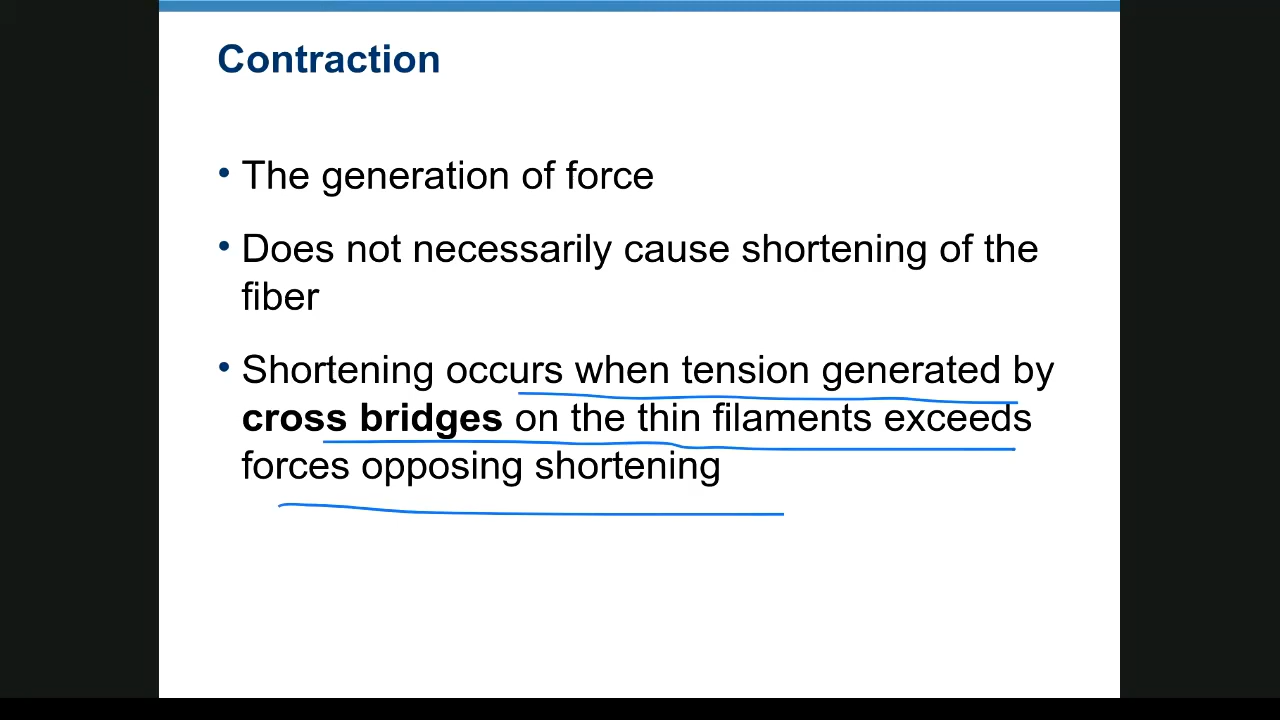 Contraction
• The generation of force
• Does not necessarily cause shortening of the
fiber
• Shortening occurs when tension generated by
cross bridges on the thin filaments exceeds
forces opposing shortening